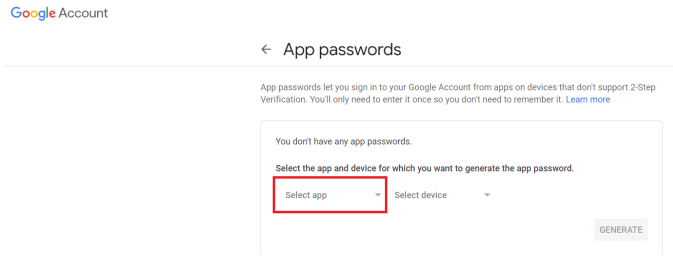 Google Account
App passwords
App passwords let you sign in to your Google Account from apps on devices that don't support 2-Step
Verification. You'll only need to enter it once so you don't need to remember it. Learn more
You don't have any app passwords.
Select the app and device for which you want to generate the app password.
Select app Select device
GENERATE